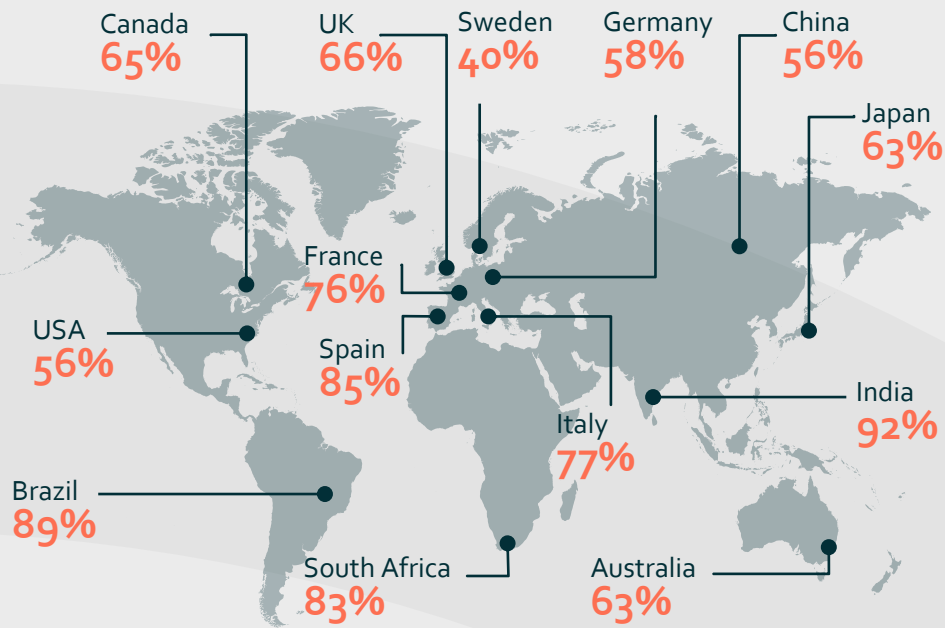 Canada
65%
UK
66%
Sweden
40%
Germany
58%
China
56%
Japan
63%
France
76%
USA
56%
Spain
85%
India
92%
Italy
77%
Brazil
89%
South Africa
83%
Australia
63%